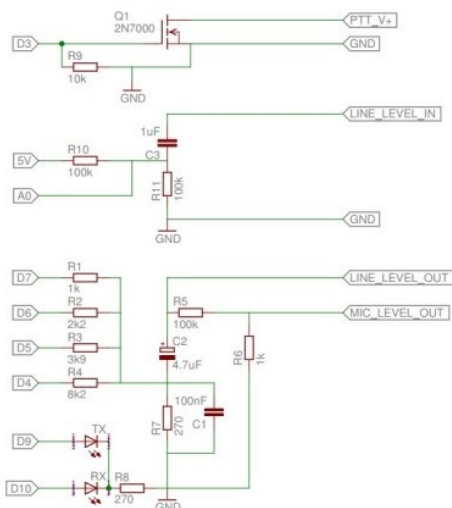 Q1
2N7000
PTT_V+
D3
GND
R9
10k
GND
LINE_LEVEL_IN
1uF
C3
5V
R10
100k
A0
R11
100k
GND
GND
D7
R1
1k
LINE_LEVEL_OUT
D6
R2
2k2
R5
100k
MIC_LEVEL_OUT
D5
R3
3k9
C2
4.7uF
R6
1k
D4
R4
8k2
100nF
C1
R7
270
D9
TX
D10
RX
R8
270
GND